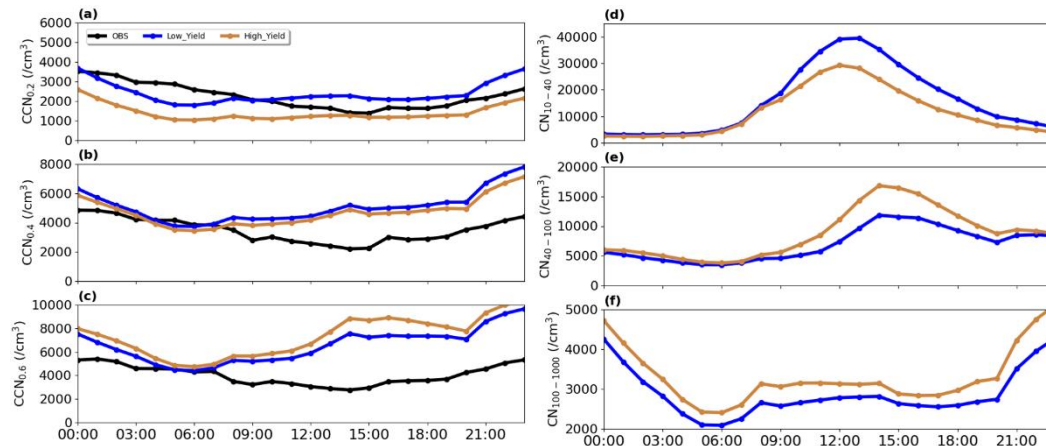 (a)
OBS Low_Yield High_Yield
CCN0.2 (/cm3)
6000
5000
4000
3000
2000
1000
0
(b)
CCN0.4 (/cm3)
8000
6000
4000
2000
0
(c)
CCN0.6 (/cm3)
10000
8000
6000
4000
2000
0
00:00 03:00 06:00 09:00 12:00 15:00 18:00 21:00
(d)
CN10−40 (/cm3)
40000
30000
20000
10000
0
(e)
CN40−100 (/cm3)
20000
15000
10000
5000
0
(f)
CN100−1000 (/cm3)
5000
4000
3000
2000
00:00 03:00 06:00 09:00 12:00 15:00 18:00 21:00